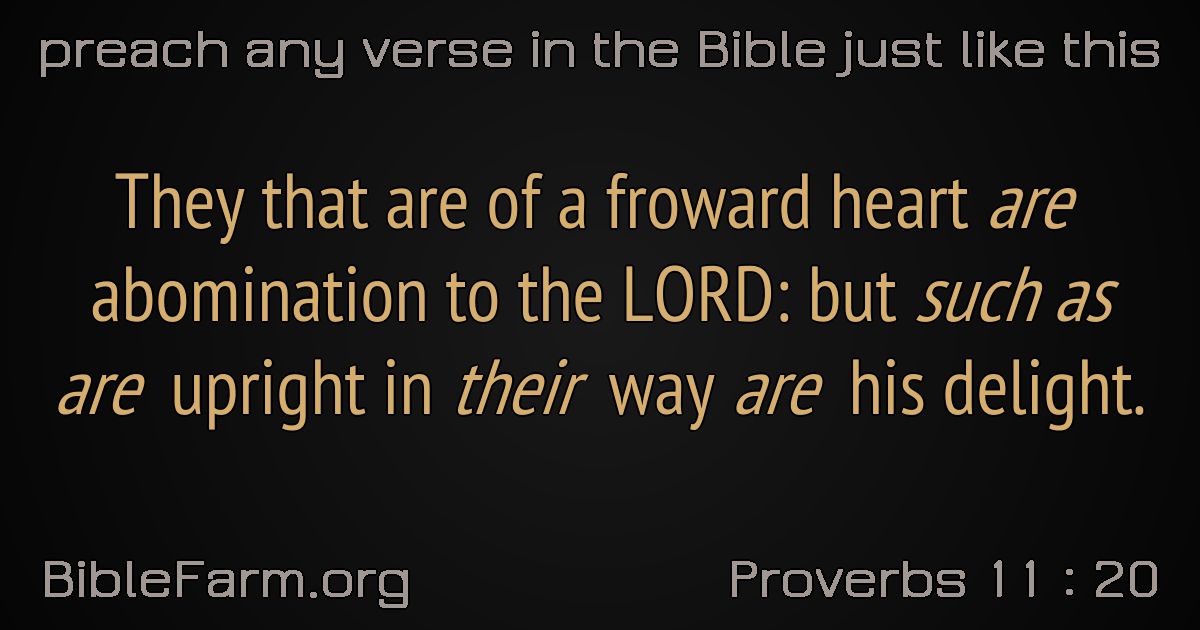 preach any verse in the Bible just like this
They that are of a froward heart are
abomination to the LORD: but such as
are upright in their way are his delight.
BibleFarm.org
Proverbs 11 : 20